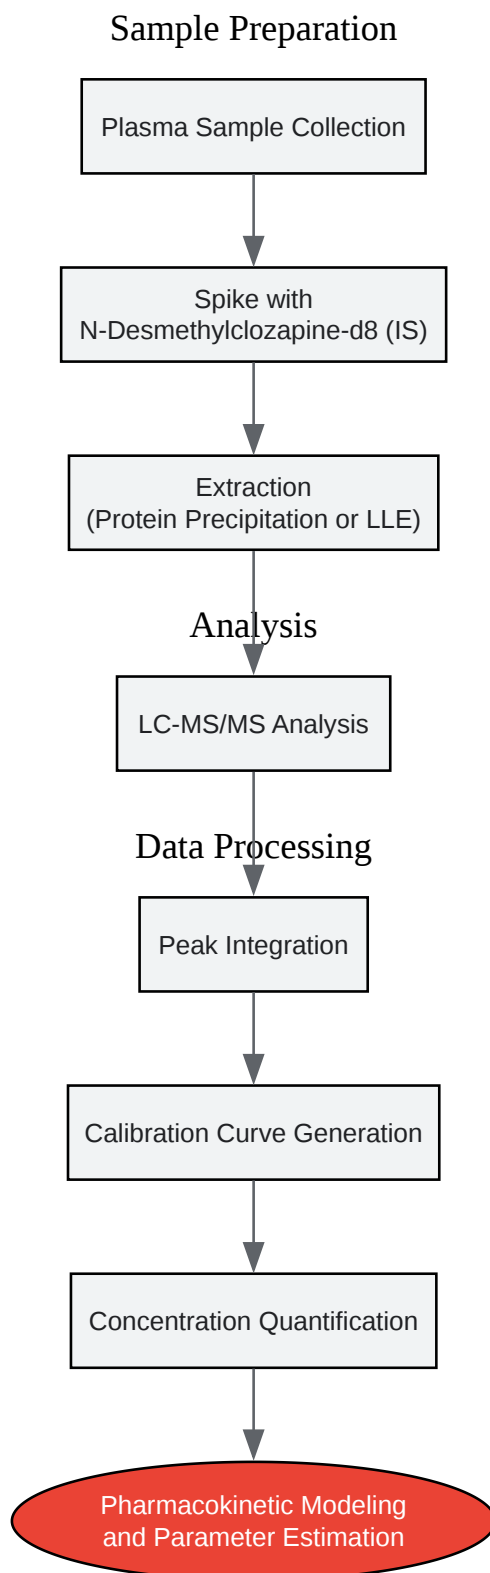 Sample Preparation
Plasma Sample Collection
Spike with
N-Desmethylclozapine-d8 (IS)
Extraction
(Protein Precipitation or LLE)
Analysis
LC-MS/MS Analysis
Data Processing
Peak Integration
Calibration Curve Generation
Concentration Quantification
Pharmacokinetic Modeling
and Parameter Estimation